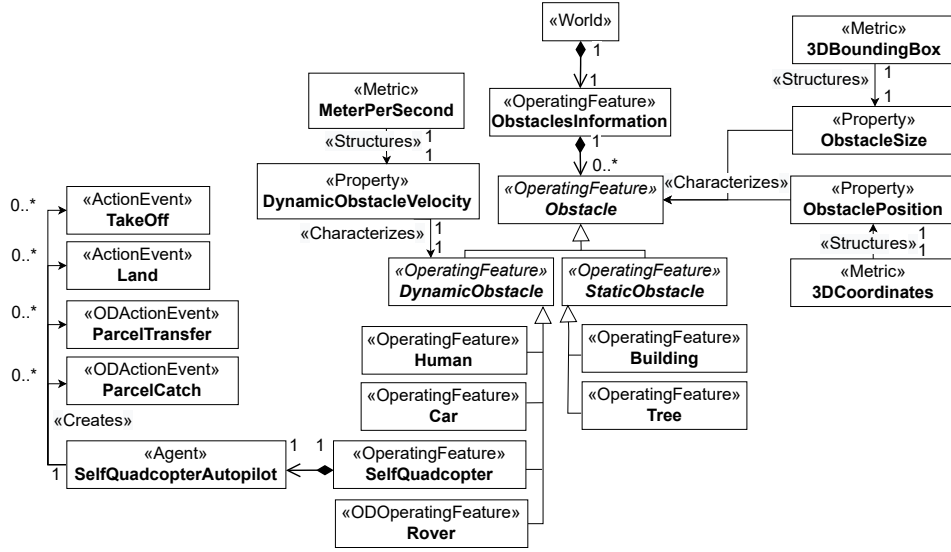 «World»
1
1
«OperatingFeature»
ObstaclesInformation
1
0..*
«Metric»
3DBoundingBox
«Structures»
1
1
«Property»
ObstacleSize
«Metric»
MeterPerSecond
«Structures»
1
1
«Property»
DynamicObstacleVelocity
«Characterizes»
1
1
«OperatingFeature»
Obstacle
«Characterizes»
«Property»
ObstaclePosition
«Structures»
1
1
«Metric»
3DCoordinates
«OperatingFeature»
DynamicObstacle
«OperatingFeature»
StaticObstacle
0..*
«ActionEvent»
TakeOff
0..*
«ActionEvent»
Land
0..*
«ODActionEvent»
ParcelTransfer
0..*
«ODActionEvent»
ParcelCatch
«Creates»
1
«Agent»
SelfQuadcopterAutopilot
1
1
«OperatingFeature»
Human
«OperatingFeature»
Car
«OperatingFeature»
SelfQuadcopter
«ODOperatingFeature»
Rover
«OperatingFeature»
Building
«OperatingFeature»
Tree